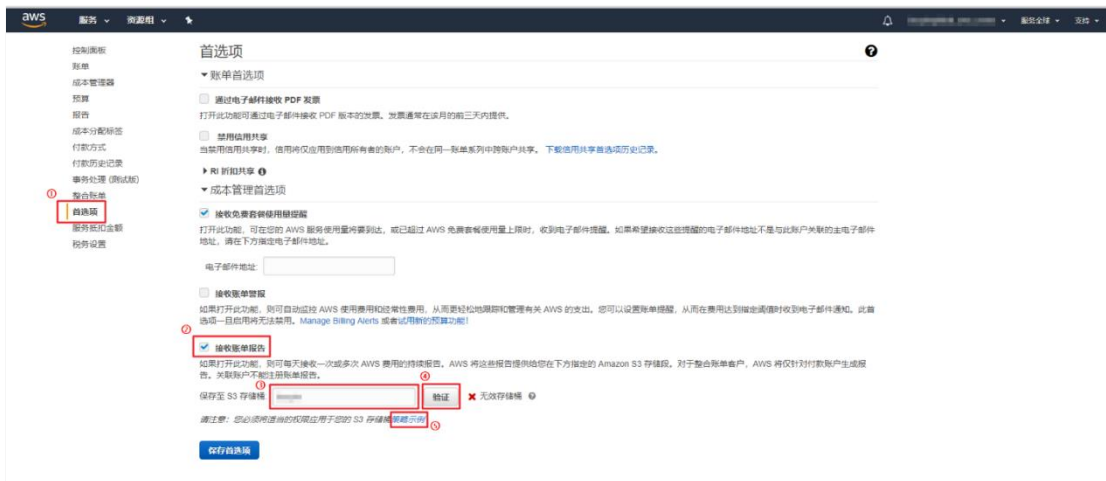 aws 服务 资源组 服务全球 支持
控制面板
账单
成本管理器
预算
报告
成本分配标签
付款方式
付款历史记录
事务处理 (测试版)
① 整合账单
首选项
服务抵扣金额
税务设置
首选项
账单首选项
通过电子邮件接收 PDF 发票
打开此功能可通过电子邮件接收 PDF 版本的发票。发票通常在该月的前三天内提供。
禁用信用共享
当禁用信用共享时，信用将仅应用到信用所有者的账户，不会在同一账单系列中跨账户共享。 下载信用共享首选项历史记录。
RI 折扣共享
成本管理首选项
接收免费套餐使用量提醒
打开此功能，可在您的 AWS 服务使用量将要到达，或已超过 AWS 免费套餐使用量上限时，收到电子邮件提醒。如果希望接收这些提醒的电子邮件地址不是与此账户关联的主电子邮件
地址，请在下方指定电子邮件地址。
电子邮件地址:
接收账单警报
如果打开此功能，则可自动监控 AWS 使用费用和经常性费用，从而更轻松地跟踪和管理有关 AWS 的支出。您可以设置账单提醒，从而在费用达到指定阈值时收到电子邮件通知。此首
选项一旦启用将无法禁用。Manage Billing Alerts 或者试用新的预算功能!
②
接收账单报告
如果打开此功能，则可每天接收一次或多次 AWS 费用的持续报告。AWS 将这些报告提供给您在下方指定的 Amazon S3 存储段。对于整合账单客户，AWS 将仅针对付款账户生成报
告。关联账户不能注册账单报告。
③ ④
保存至 S3 存储桶: 验证 无效存储桶
请注意：您必须将适当的权限应用于您的 S3 存储桶策略示例 ⑤
保存首选项